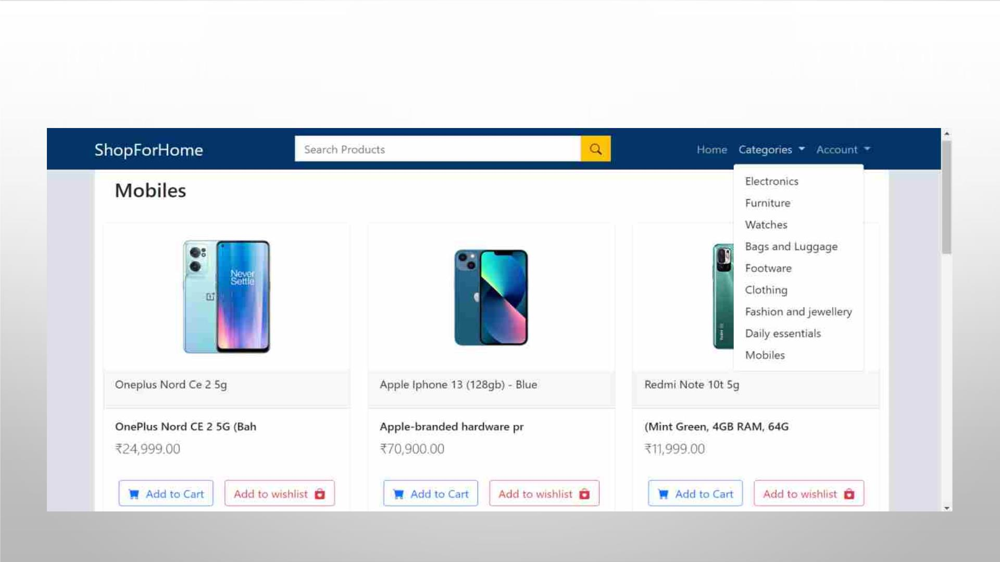 ShopForHome
Search Products
Home Categories Account
Mobiles
Electronics
Furniture
Watches
Bags and Luggage
Footware
Clothing
Fashion and jewellery
Daily essentials
Mobiles
Never
Settle
Oneplus Nord Ce 2 5g
OnePlus Nord CE 2 5G (Bah
₹24,999.00
Add to Cart
Add to wishlist
Apple Iphone 13 (128gb) - Blue
Apple-branded hardware pr
₹70,900.00
Add to Cart
Add to wishlist
Redmi Note 10t 5g
(Mint Green, 4GB RAM, 64G
₹11,999.00
Add to Cart
Add to wishlist